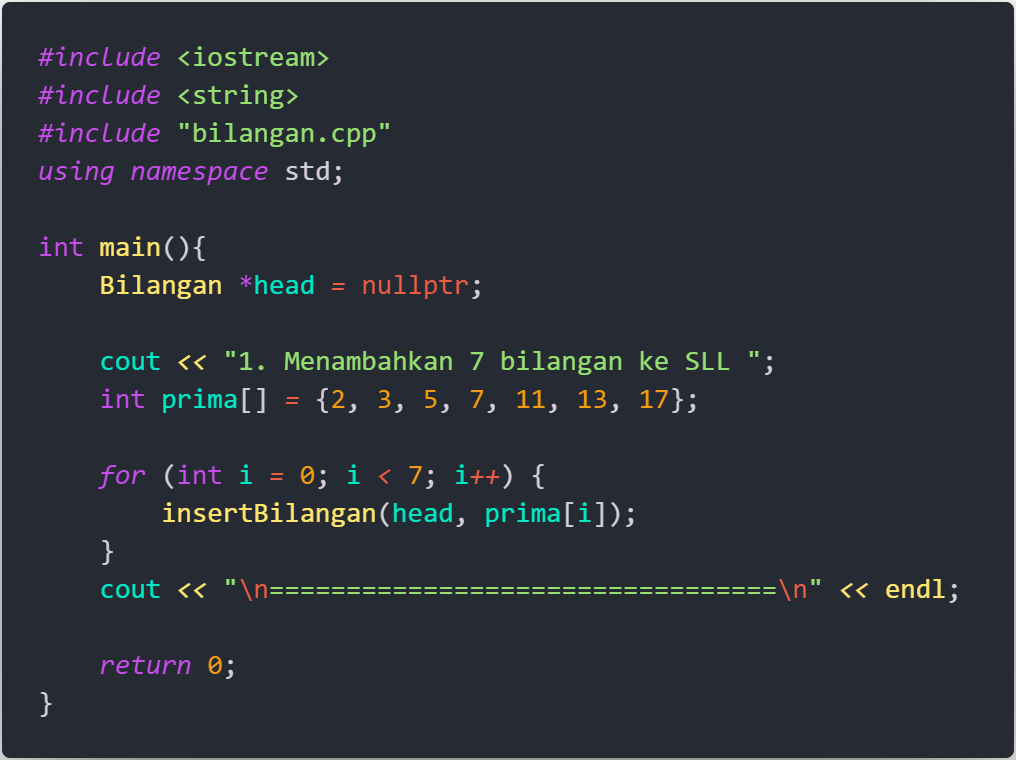 #include <iostream>
#include <string>
#include "bilangan.cpp"
using namespace std;

int main(){
    Bilangan *head = nullptr;

    cout << "1. Menambahkan 7 bilangan ke SLL ";
    int prima[] = {2, 3, 5, 7, 11, 13, 17};

    for (int i = 0; i < 7; i++) {
        insertBilangan(head, prima[i]);
    }
    cout << "\n=================================\n" << endl;

    return 0;
}